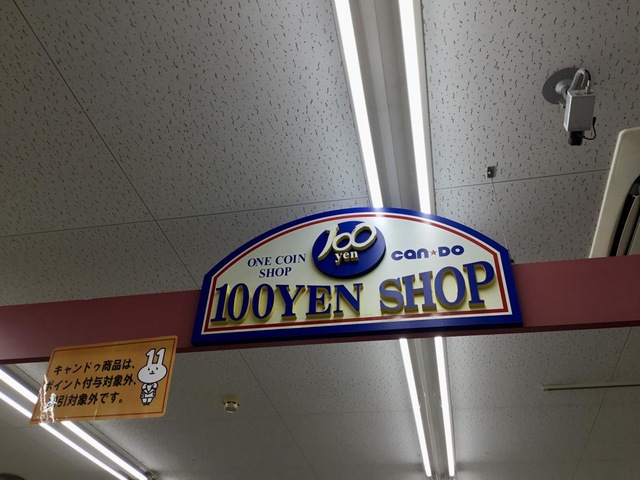 100
yen
ONE COIN
SHOP
can★Do
100YEN SHOP
キャンドゥ商品は、
ポイント付与対象外、
割引対象外です。